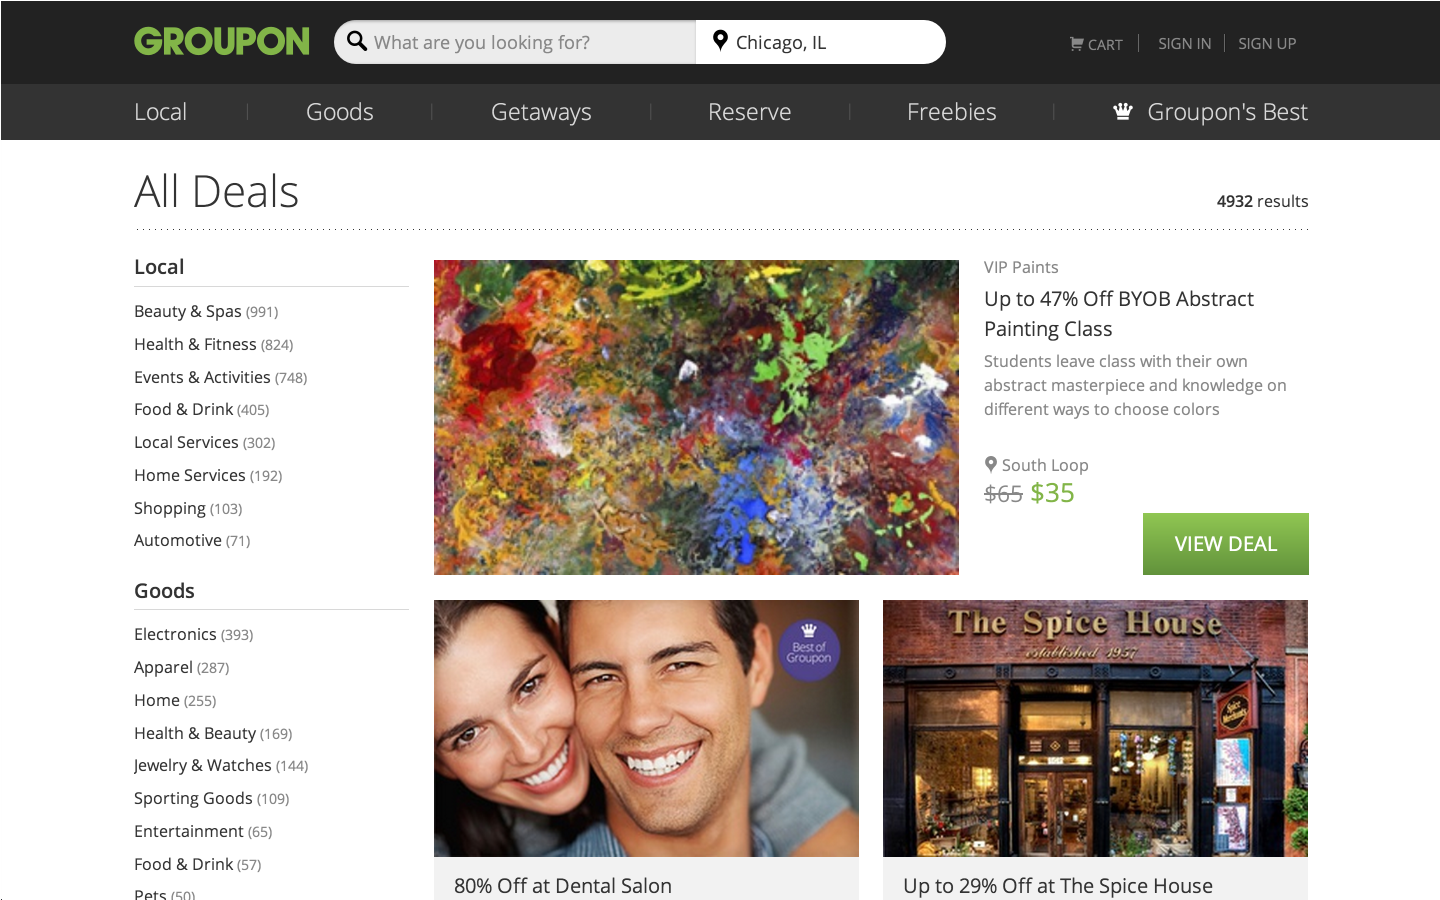 GROUPON
What are you looking for?
Chicago, IL
CART
SIGN IN
SIGN UP
Local
Goods
Getaways
Reserve
Freebies
Groupon's Best
All Deals
4932 results
Local
Beauty & Spas (991)
Health & Fitness (824)
Events & Activities (748)
Food & Drink (405)
Local Services (302)
Home Services (192)
Shopping (103)
Automotive (71)
Goods
Electronics (393)
Apparel (287)
Home (255)
Health & Beauty (169)
Jewelry & Watches (144)
Sporting Goods (109)
Entertainment (65)
Food & Drink (57)
Pets (50)
VIP Paints
Up to 47% Off BYOB Abstract
Painting Class
Students leave class with their own
abstract masterpiece and knowledge on
different ways to choose colors
South Loop
$65 $35
VIEW DEAL
Best of
Groupon
80% Off at Dental Salon
The Spice House
established 1957
Spice
Merchants
Up to 29% Off at The Spice House